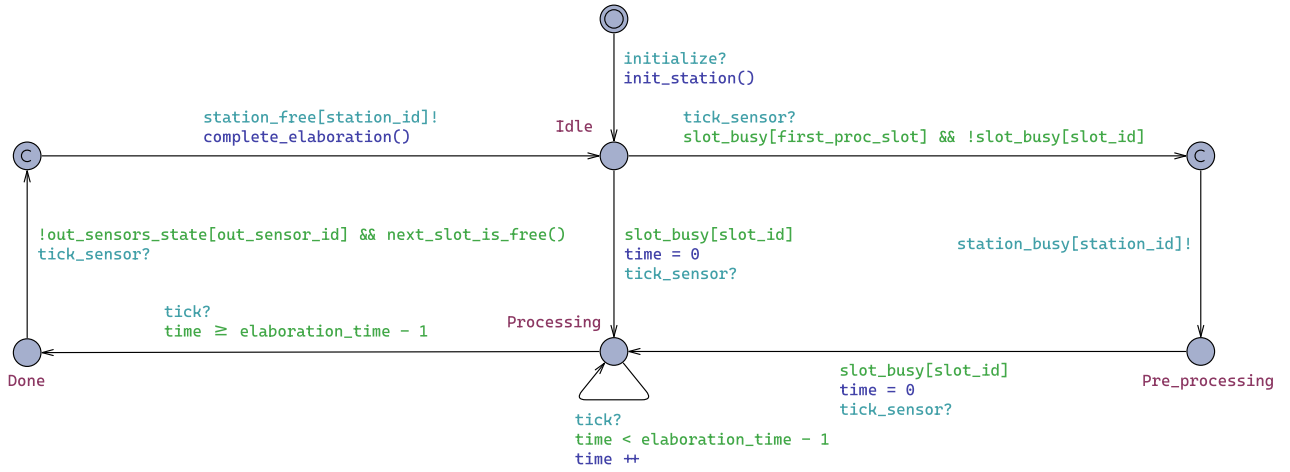 initialize?
init_station()
station_free[station_id]!
complete_elaboration()
Idle
tick_sensor?
slot_busy[first_proc_slot] && !slot_busy[slot_id]
C
C
!out_sensors_state[out_sensor_id] && next_slot_is_free()
tick_sensor?
slot_busy[slot_id]
time = 0
tick_sensor?
station_busy[station_id]!
tick?
time ≥ elaboration_time - 1
Processing
Done
slot_busy[slot_id]
time = 0
tick_sensor?
Pre_processing
tick?
time < elaboration_time - 1
time ++